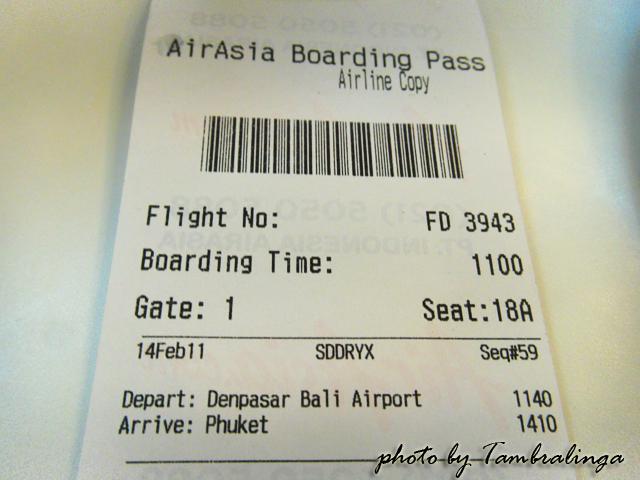 AirAsia Boarding Pass
Airline Copy
Flight No: FD 3943
Boarding Time: 1100
Gate: 1 Seat:18A
14Feb11 SDDRYX Seq#59
Depart: Denpasar Bali Airport 1140
Arrive: Phuket 1410
photo by Tambralinga